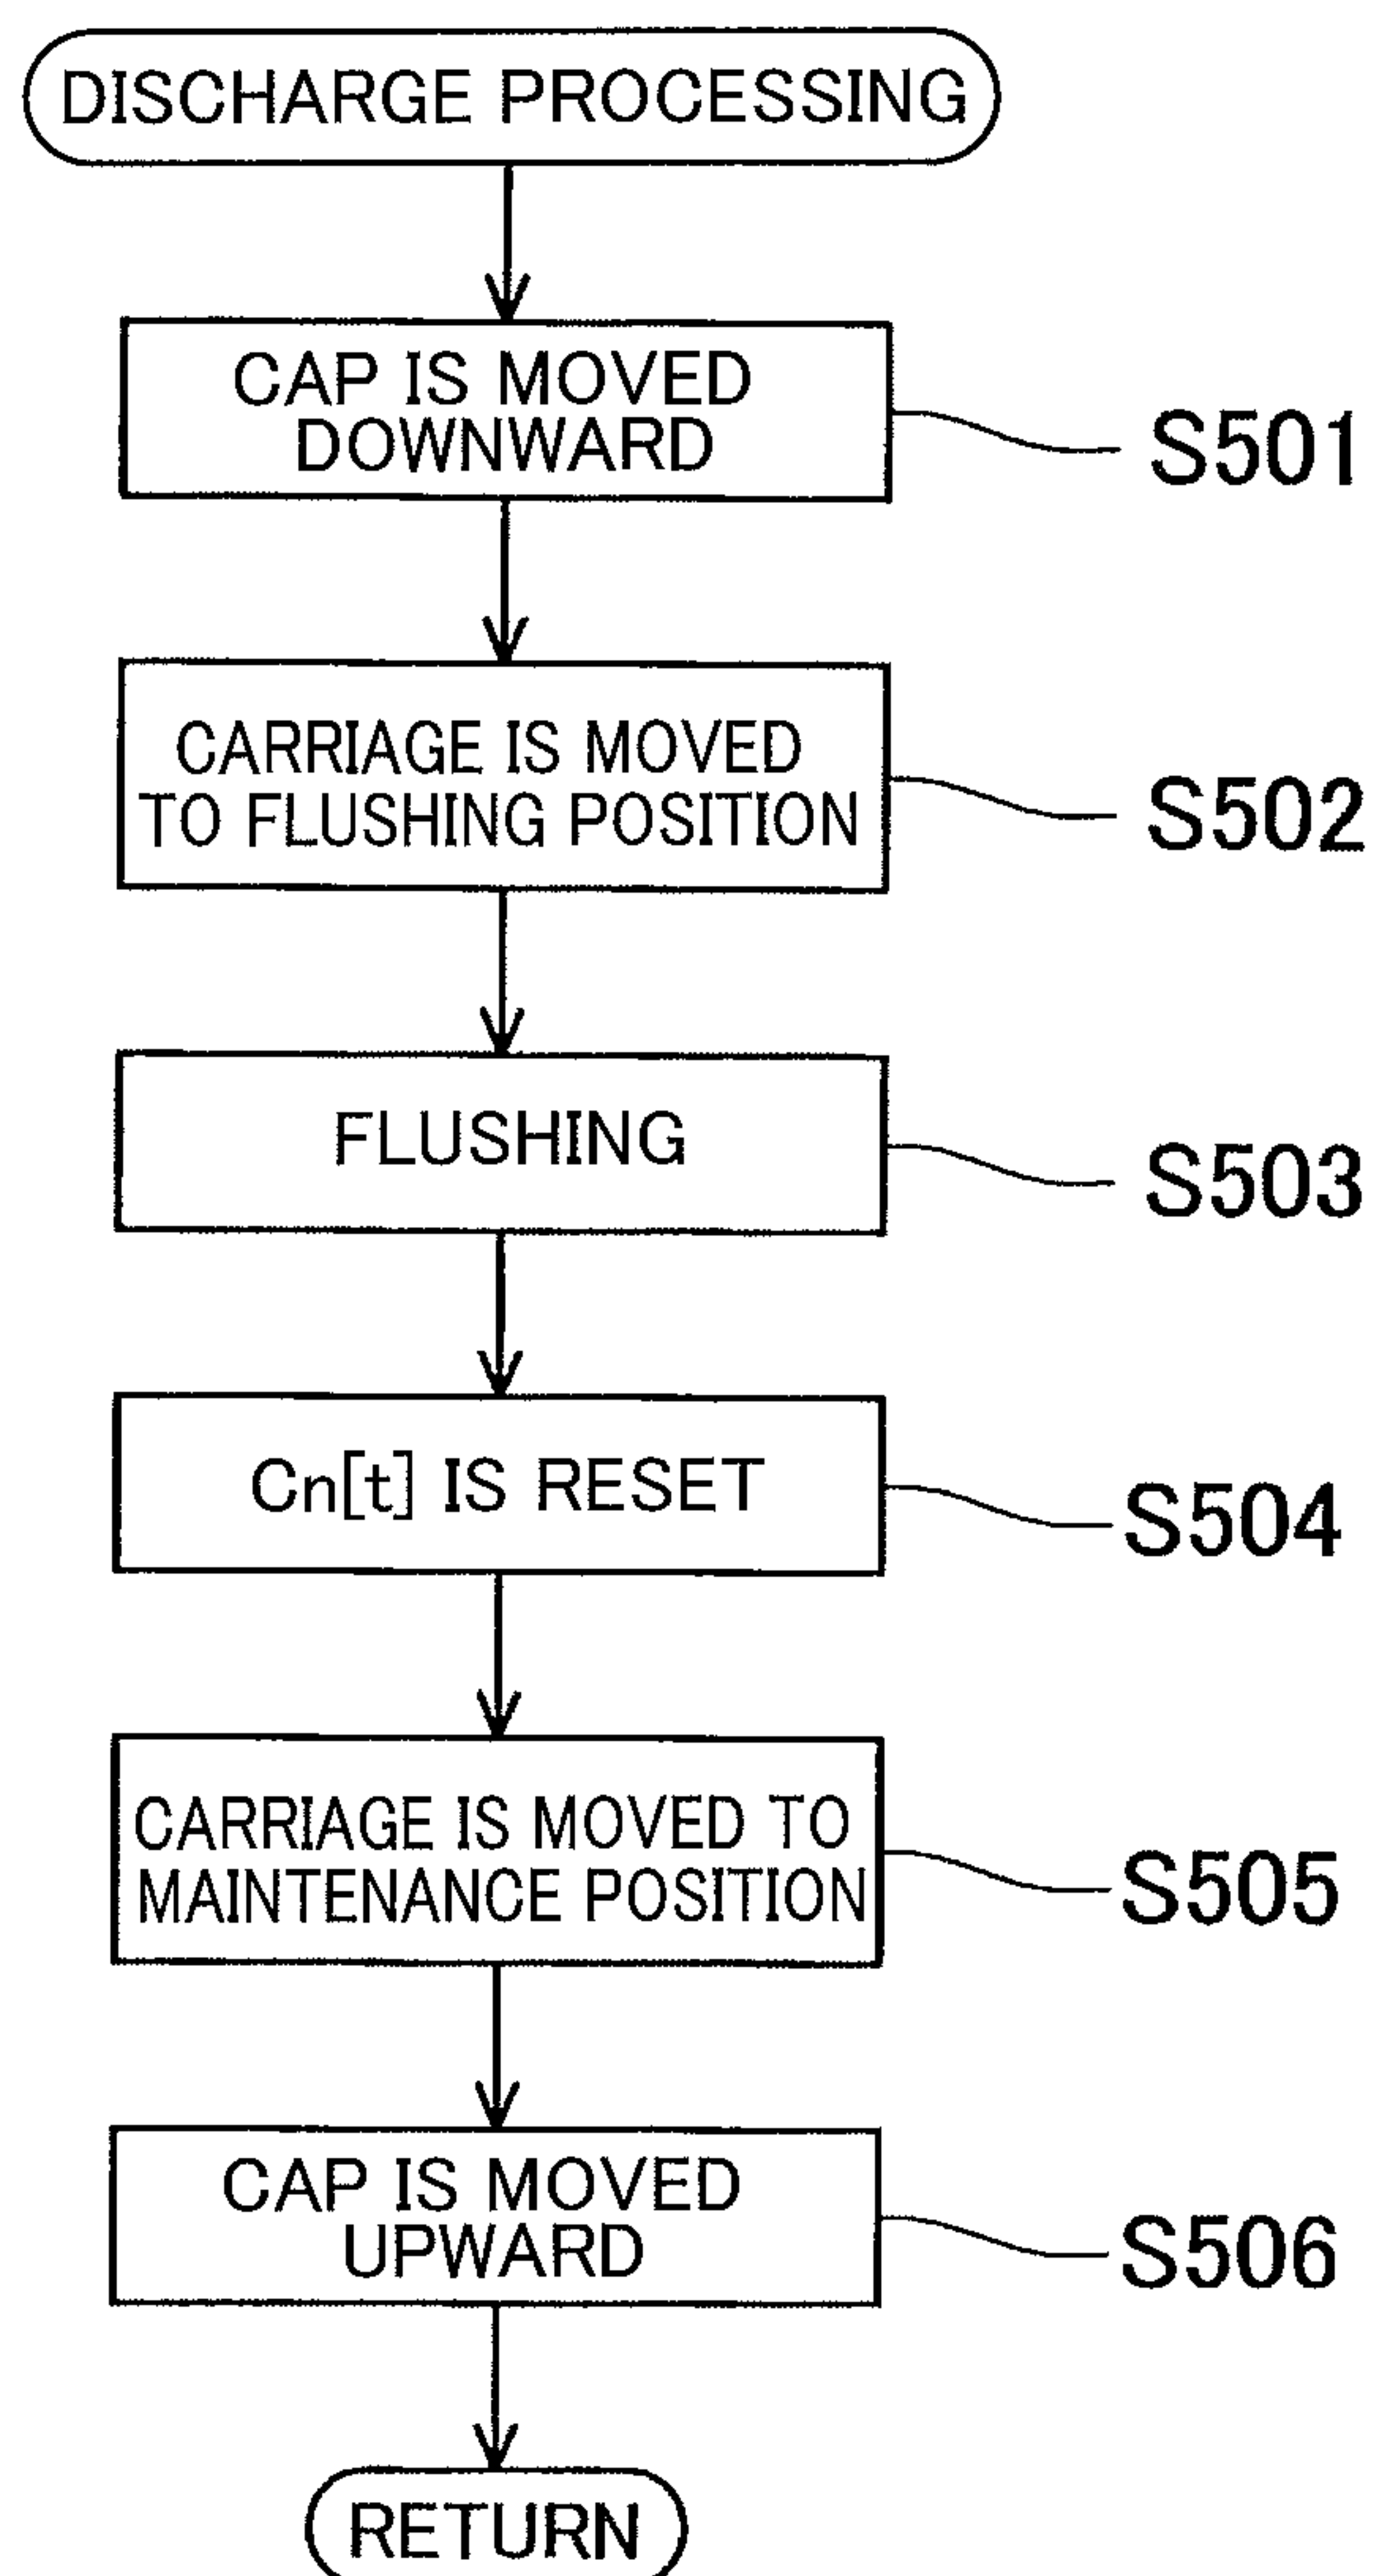 DISCHARGE PROCESSING
CAP IS MOVED
DOWNWARD
S501
CARRIAGE IS MOVED
TO FLUSHING POSITION
S502
FLUSHING
S503
Cn[t] IS RESET
S504
CARRIAGE IS MOVED TO
MAINTENANCE POSITION
S505
CAP IS MOVED
UPWARD
S506
RETURN